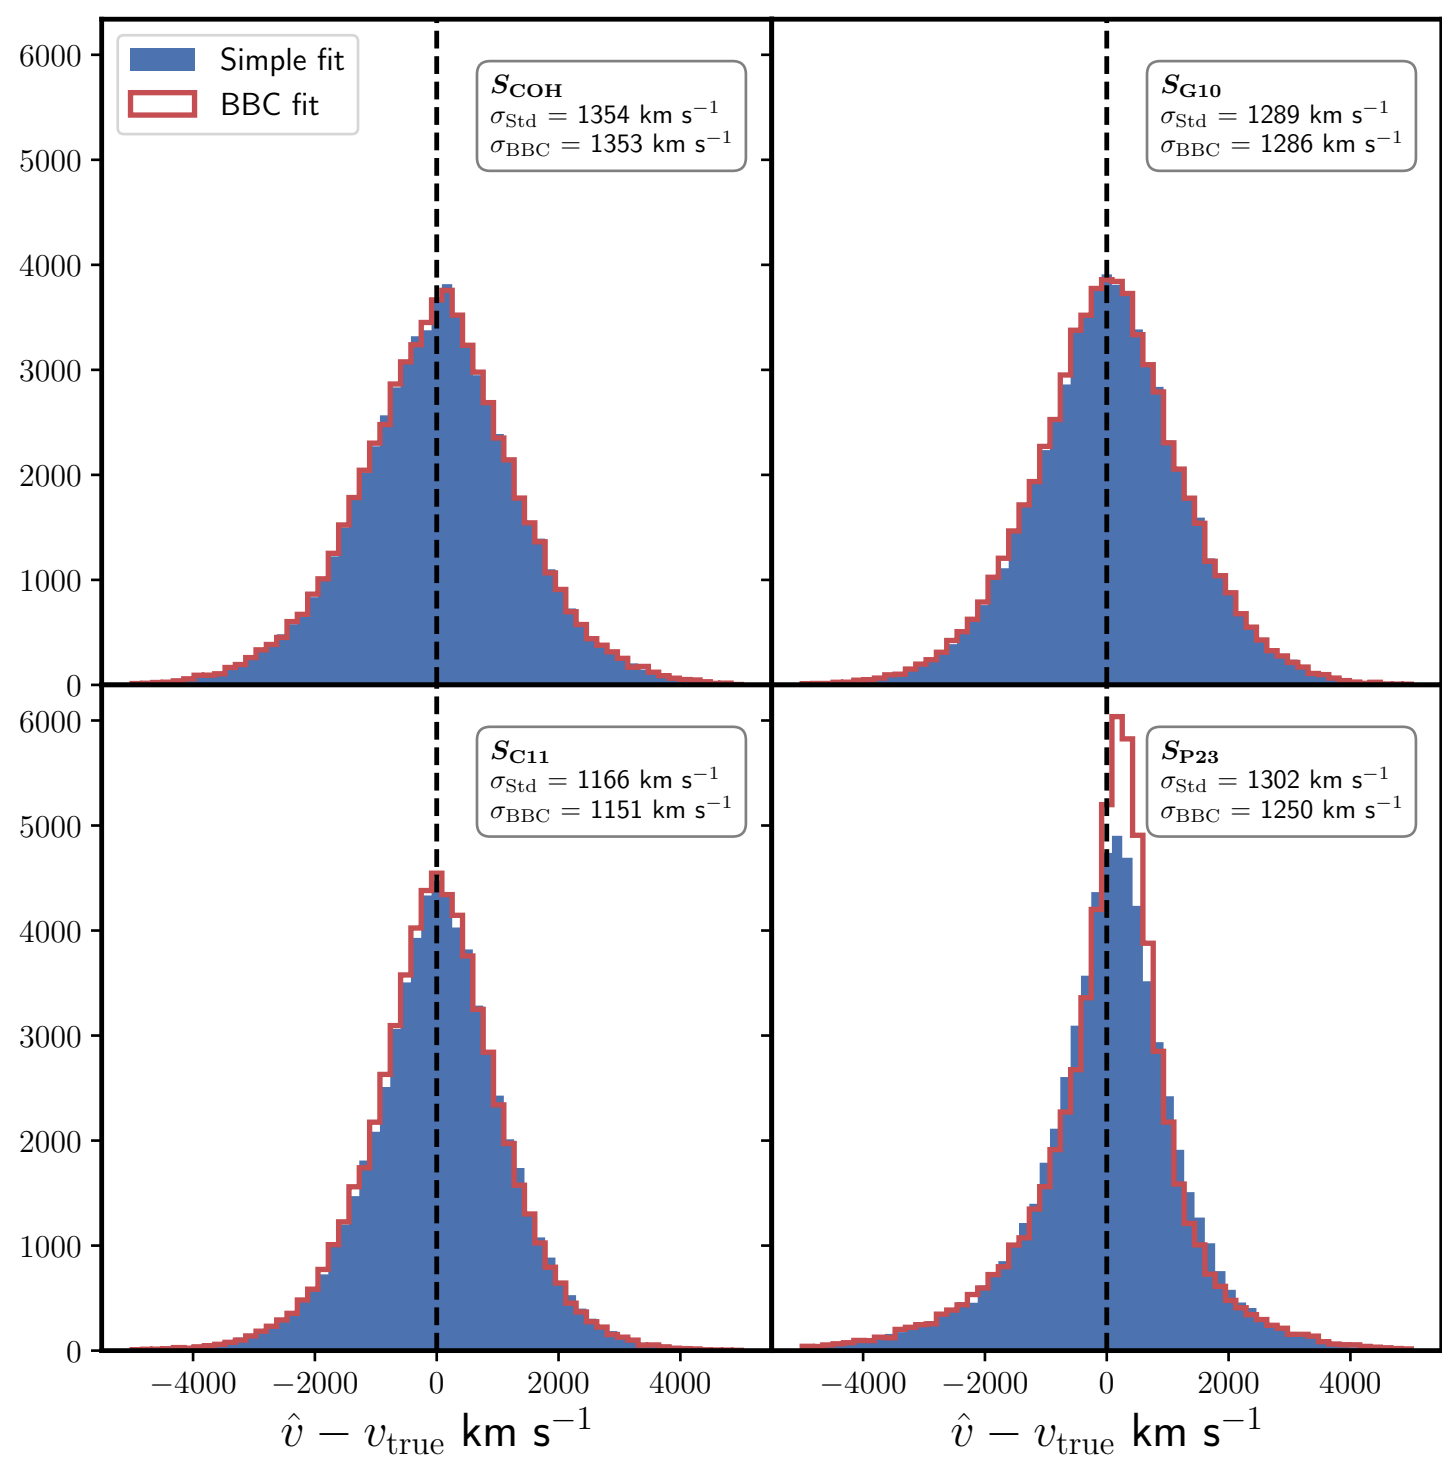 6000
5000
4000
3000
2000
1000
0
Simple fit
BBC fit
S_COH
σ_Std = 1354 km s⁻¹
σ_BBC = 1353 km s⁻¹
S_G10
σ_Std = 1289 km s⁻¹
σ_BBC = 1286 km s⁻¹
6000
5000
4000
3000
2000
1000
0
S_C11
σ_Std = 1166 km s⁻¹
σ_BBC = 1151 km s⁻¹
S_P23
σ_Std = 1302 km s⁻¹
σ_BBC = 1250 km s⁻¹
−4000 −2000 0 2000 4000
−4000 −2000 0 2000 4000
v̂ − v_true km s⁻¹
v̂ − v_true km s⁻¹